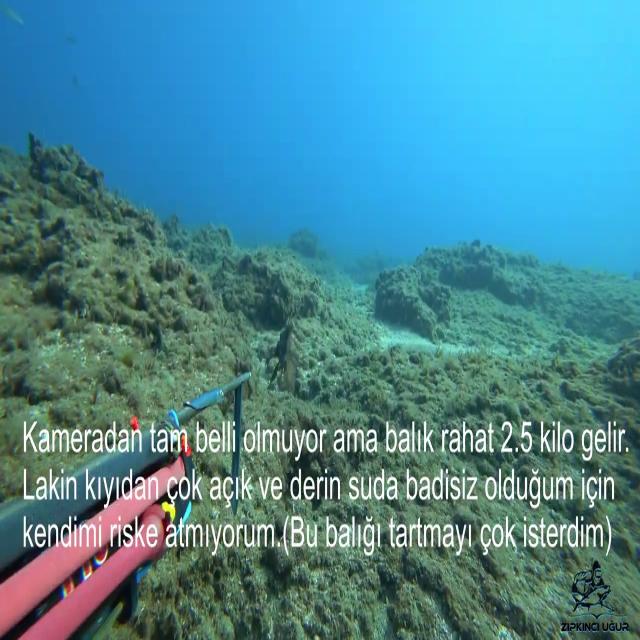 Kameradan tam belli olmuyor ama balık rahat 2.5 kilo gelir.
Lakin kıyıdan çok açık ve derin suda badisiz olduğum için
kendimi riske atmıyorum.(Bu balığı tartmayı çok isterdim)
ZIPKINCI UĞUR